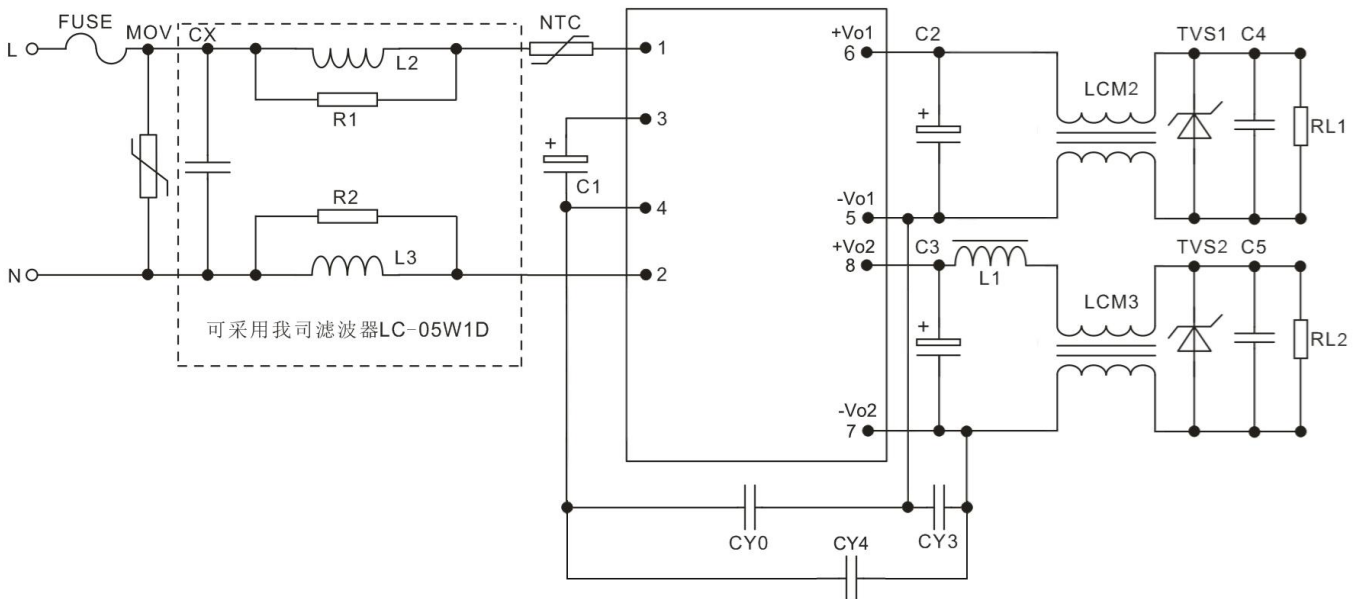 FUSE
MOV
CX
L
L2
R1
NTC
1
3
+
C1
4
R2
L3
N
2
可采用我司滤波器LC-05W1D
+Vo1
6
C2
+
-Vo1
5
+Vo2
8
C3
L1
+
-Vo2
7
LCM2
TVS1
C4
RL1
LCM3
TVS2
C5
RL2
CY0
CY3
CY4